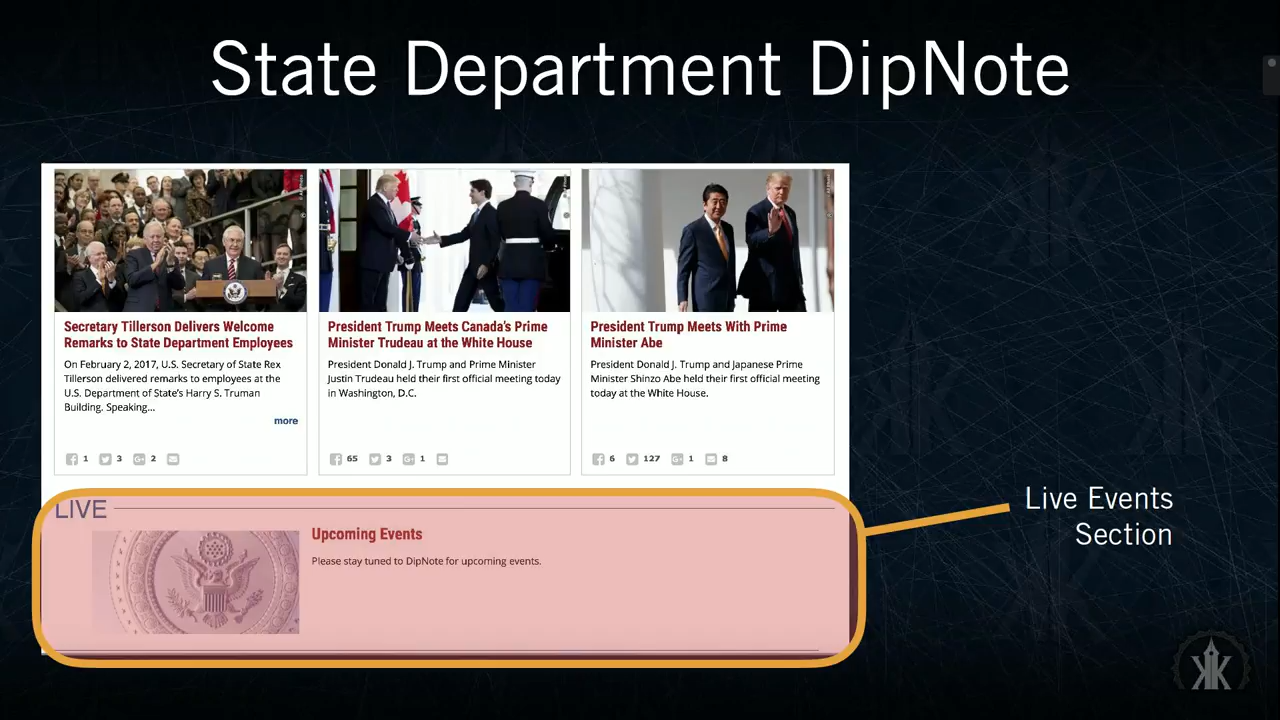 State Department DipNote
Secretary Tillerson Delivers Welcome
Remarks to State Department Employees
On February 2, 2017, U.S. Secretary of State Rex
Tillerson delivered remarks to employees at the
U.S. Department of State's Harry S. Truman
Building. Speaking...
more
1 3 2
President Trump Meets Canada's Prime
Minister Trudeau at the White House
President Donald J. Trump and Prime Minister
Justin Trudeau held their first official meeting today
in Washington, D.C.
65 3 1
President Trump Meets With Prime
Minister Abe
President Donald J. Trump and Japanese Prime
Minister Shinzo Abe held their first official meeting
today at the White House.
6 127 1 8
LIVE
Upcoming Events
Please stay tuned to DipNote for upcoming events.
Live Events
Section